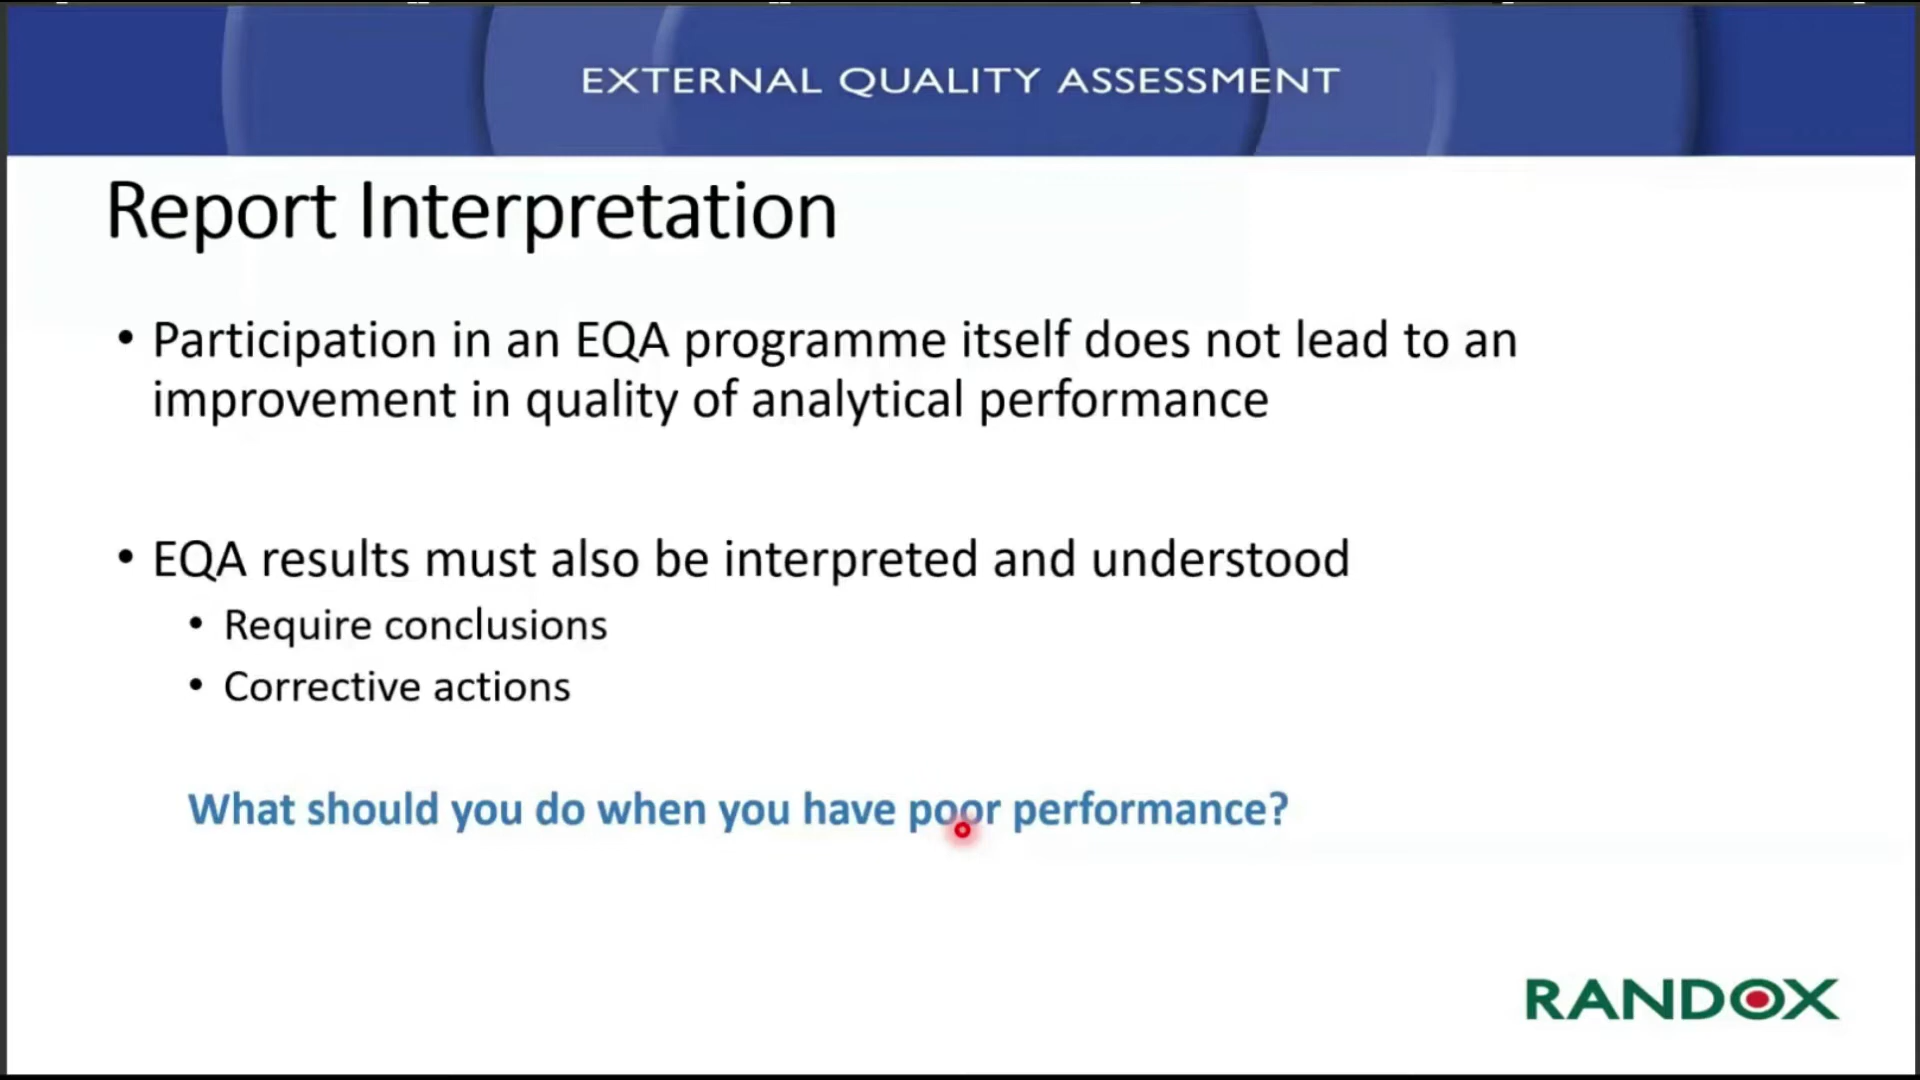 EXTERNAL QUALITY ASSESSMENT
Report Interpretation
• Participation in an EQA programme itself does not lead to an
improvement in quality of analytical performance
• EQA results must also be interpreted and understood
• Require conclusions
• Corrective actions
What should you do when you have poor performance?
RANDOX